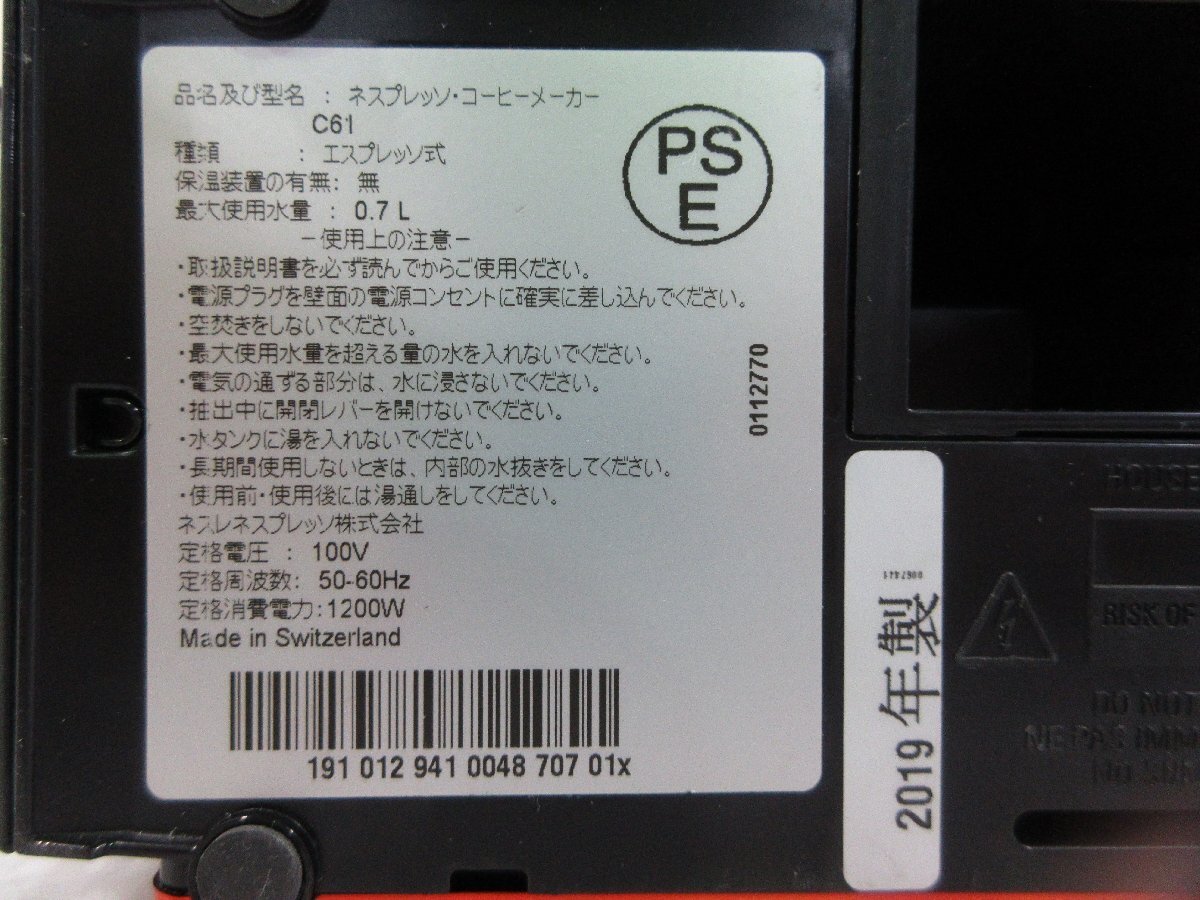 品名及び型名 : ネスプレッソ・コーヒーメーカー
C61
種類 : エスプレッソ式
保温装置の有無: 無
最大使用水量 : 0.7 L
－使用上の注意－
・取扱説明書を必ず読んでからご使用ください。
・電源プラグを壁面の電源コンセントに確実に差し込んでください。
・空焚きをしないでください。
・最大使用水量を超える量の水を入れないでください。
・電気の通ずる部分は、水に浸さないでください。
・抽出中に開閉レバーを開けないでください。
・水タンクに湯を入れないでください。
・長期間使用しないときは、内部の水抜きをしてください。
・使用前・使用後には湯通しをしてください。
ネスレネスプレッソ株式会社
定格電圧 : 100V
定格周波数: 50-60Hz
定格消費電力:1200W
Made in Switzerland
191 012 941 0048 707 01x
PS
E
0112770
2019 年製
HOUSE
RISK OF
DO NOT
NE PAS IMM
NO SUM